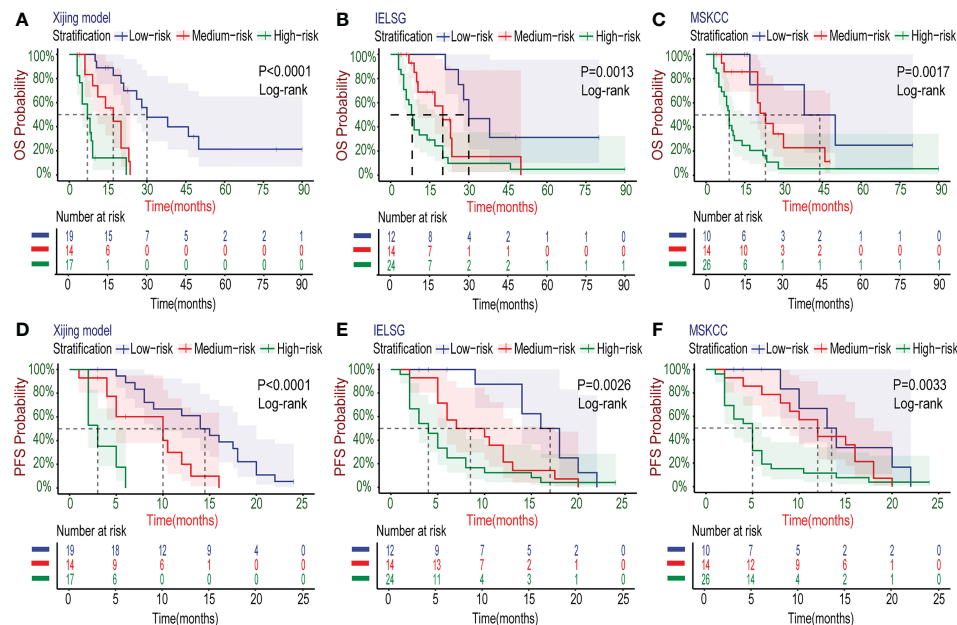 A Xijing model
Stratification Low-risk Medium-risk High-risk
100%
80%
60%
40%
20%
0%
OS Probability
P<0.0001
Log-rank
0 15 30 45 60 75 90
Time(months)
Number at risk
19 15 7 5 2 2 1
14 6 0 0 0 0 0
17 1 0 0 0 0 0
0 15 30 45 60 75 90
Time(months)
B IELSG
Stratification Low-risk Medium-risk High-risk
100%
80%
60%
40%
20%
0%
OS Probability
P=0.0013
Log-rank
0 15 30 45 60 75 90
Time(months)
Number at risk
12 8 4 2 1 1 0
14 7 1 1 0 0 0
24 7 2 2 1 1 1
0 15 30 45 60 75 90
Time(months)
C MSKCC
Stratification Low-risk Medium-risk High-risk
100%
80%
60%
40%
20%
0%
OS Probability
P=0.0017
Log-rank
0 15 30 45 60 75 90
Time(months)
Number at risk
10 6 3 2 1 1 0
14 10 3 2 0 0 0
26 6 1 1 1 1 1
0 15 30 45 60 75 90
Time(months)
D Xijing model
Stratification Low-risk Medium-risk High-risk
100%
80%
60%
40%
20%
0%
PFS Probability
P<0.0001
Log-rank
0 5 10 15 20 25
Time(months)
Number at risk
19 18 12 9 4 0
14 9 6 1 0 0
17 6 0 0 0 0
0 5 10 15 20 25
Time(months)
E IELSG
Stratification Low-risk Medium-risk High-risk
100%
80%
60%
40%
20%
0%
PFS Probability
P=0.0026
Log-rank
0 5 10 15 20 25
Time(months)
Number at risk
12 9 7 5 2 0
14 13 7 2 1 0
24 11 4 3 1 0
0 5 10 15 20 25
Time(months)
F MSKCC
Stratification Low-risk Medium-risk High-risk
100%
80%
60%
40%
20%
0%
PFS Probability
P=0.0033
Log-rank
0 5 10 15 20 25
Time(months)
Number at risk
10 7 5 2 2 0
14 12 9 6 1 0
26 14 4 2 1 0
0 5 10 15 20 25
Time(months)